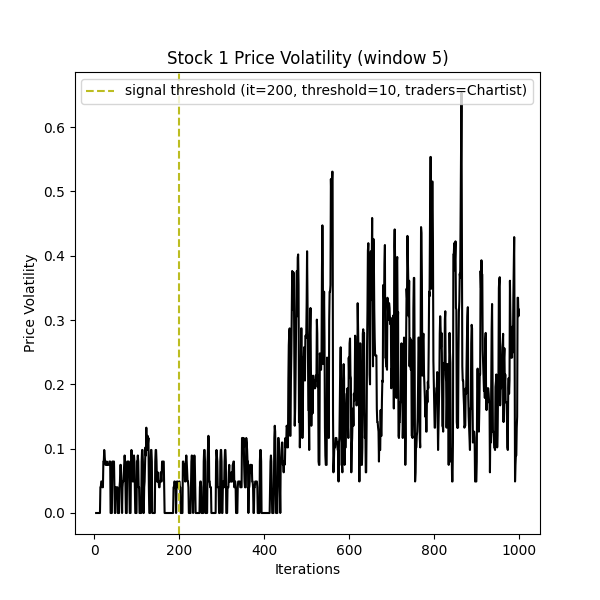 Stock 1 Price Volatility (window 5)
signal threshold (it=200, threshold=10, traders=Chartist)
0.6
0.5
0.4
0.3
0.2
0.1
0.0
Price Volatility
0 200 400 600 800 1000
Iterations